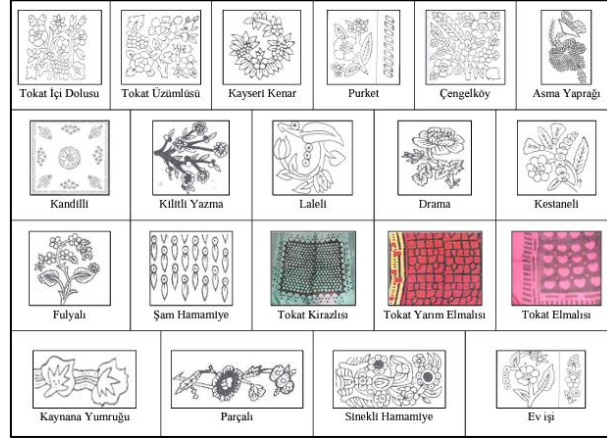 Tokat İçi Dolusu
Tokat Üzümlüsü
Kayseri Kenar
Purket
Çengelköy
Asma Yaprağı
Kandilli
Kilitli Yazma
Laleli
Drama
Kestaneli
Fulyalı
Şam Hamamiye
Tokat Kirazlısı
Tokat Yarım Elmalısı
Tokat Elmalısı
Kaynana Yumruğu
Parçalı
Sinekli Hamamiye
Ev işi